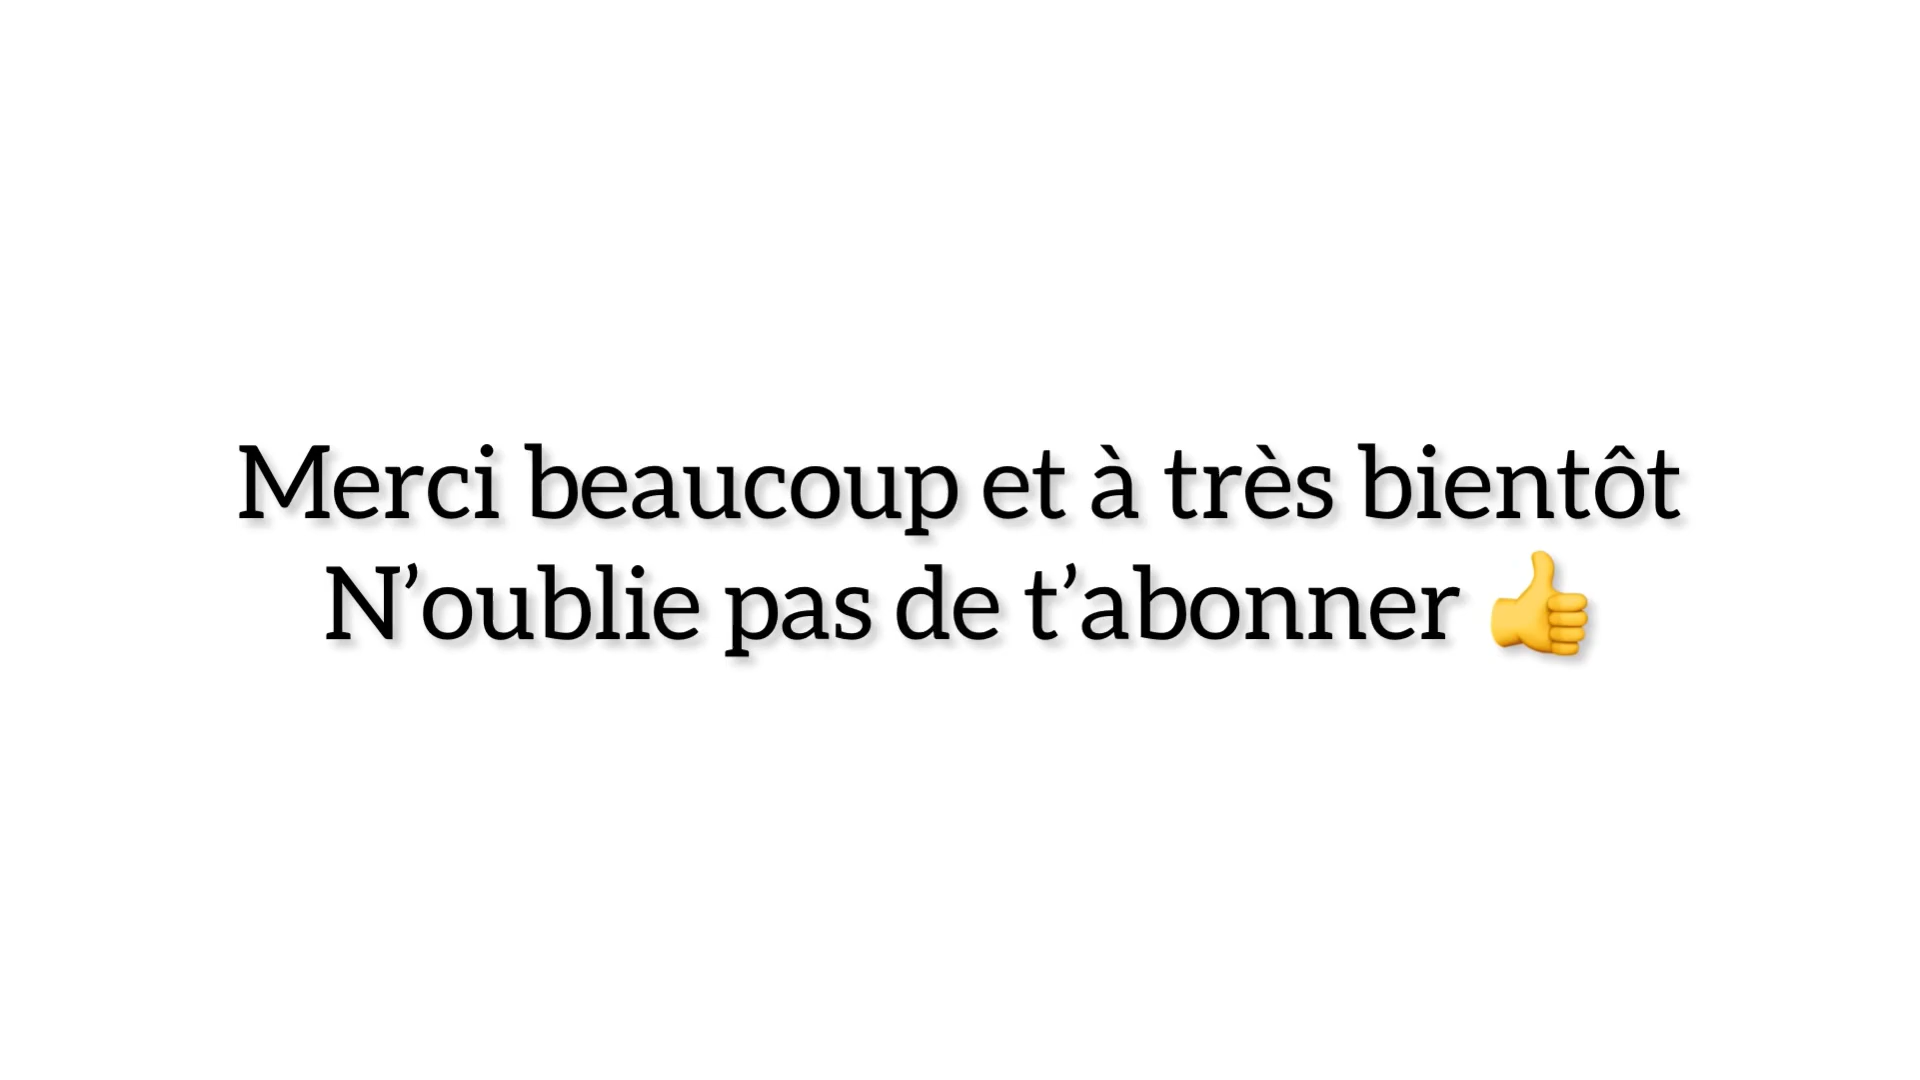 Merci beaucoup et à très bientôt
N’oublie pas de t’abonner 👍